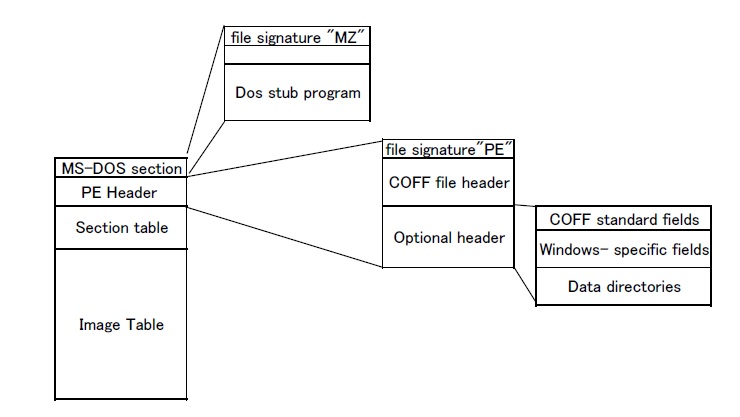 file signature "MZ"
Dos stub program
MS-DOS section
PE Header
Section table
Image Table
file signature"PE"
COFF file header
Optional header
COFF standard fields
Windows- specific fields
Data directories